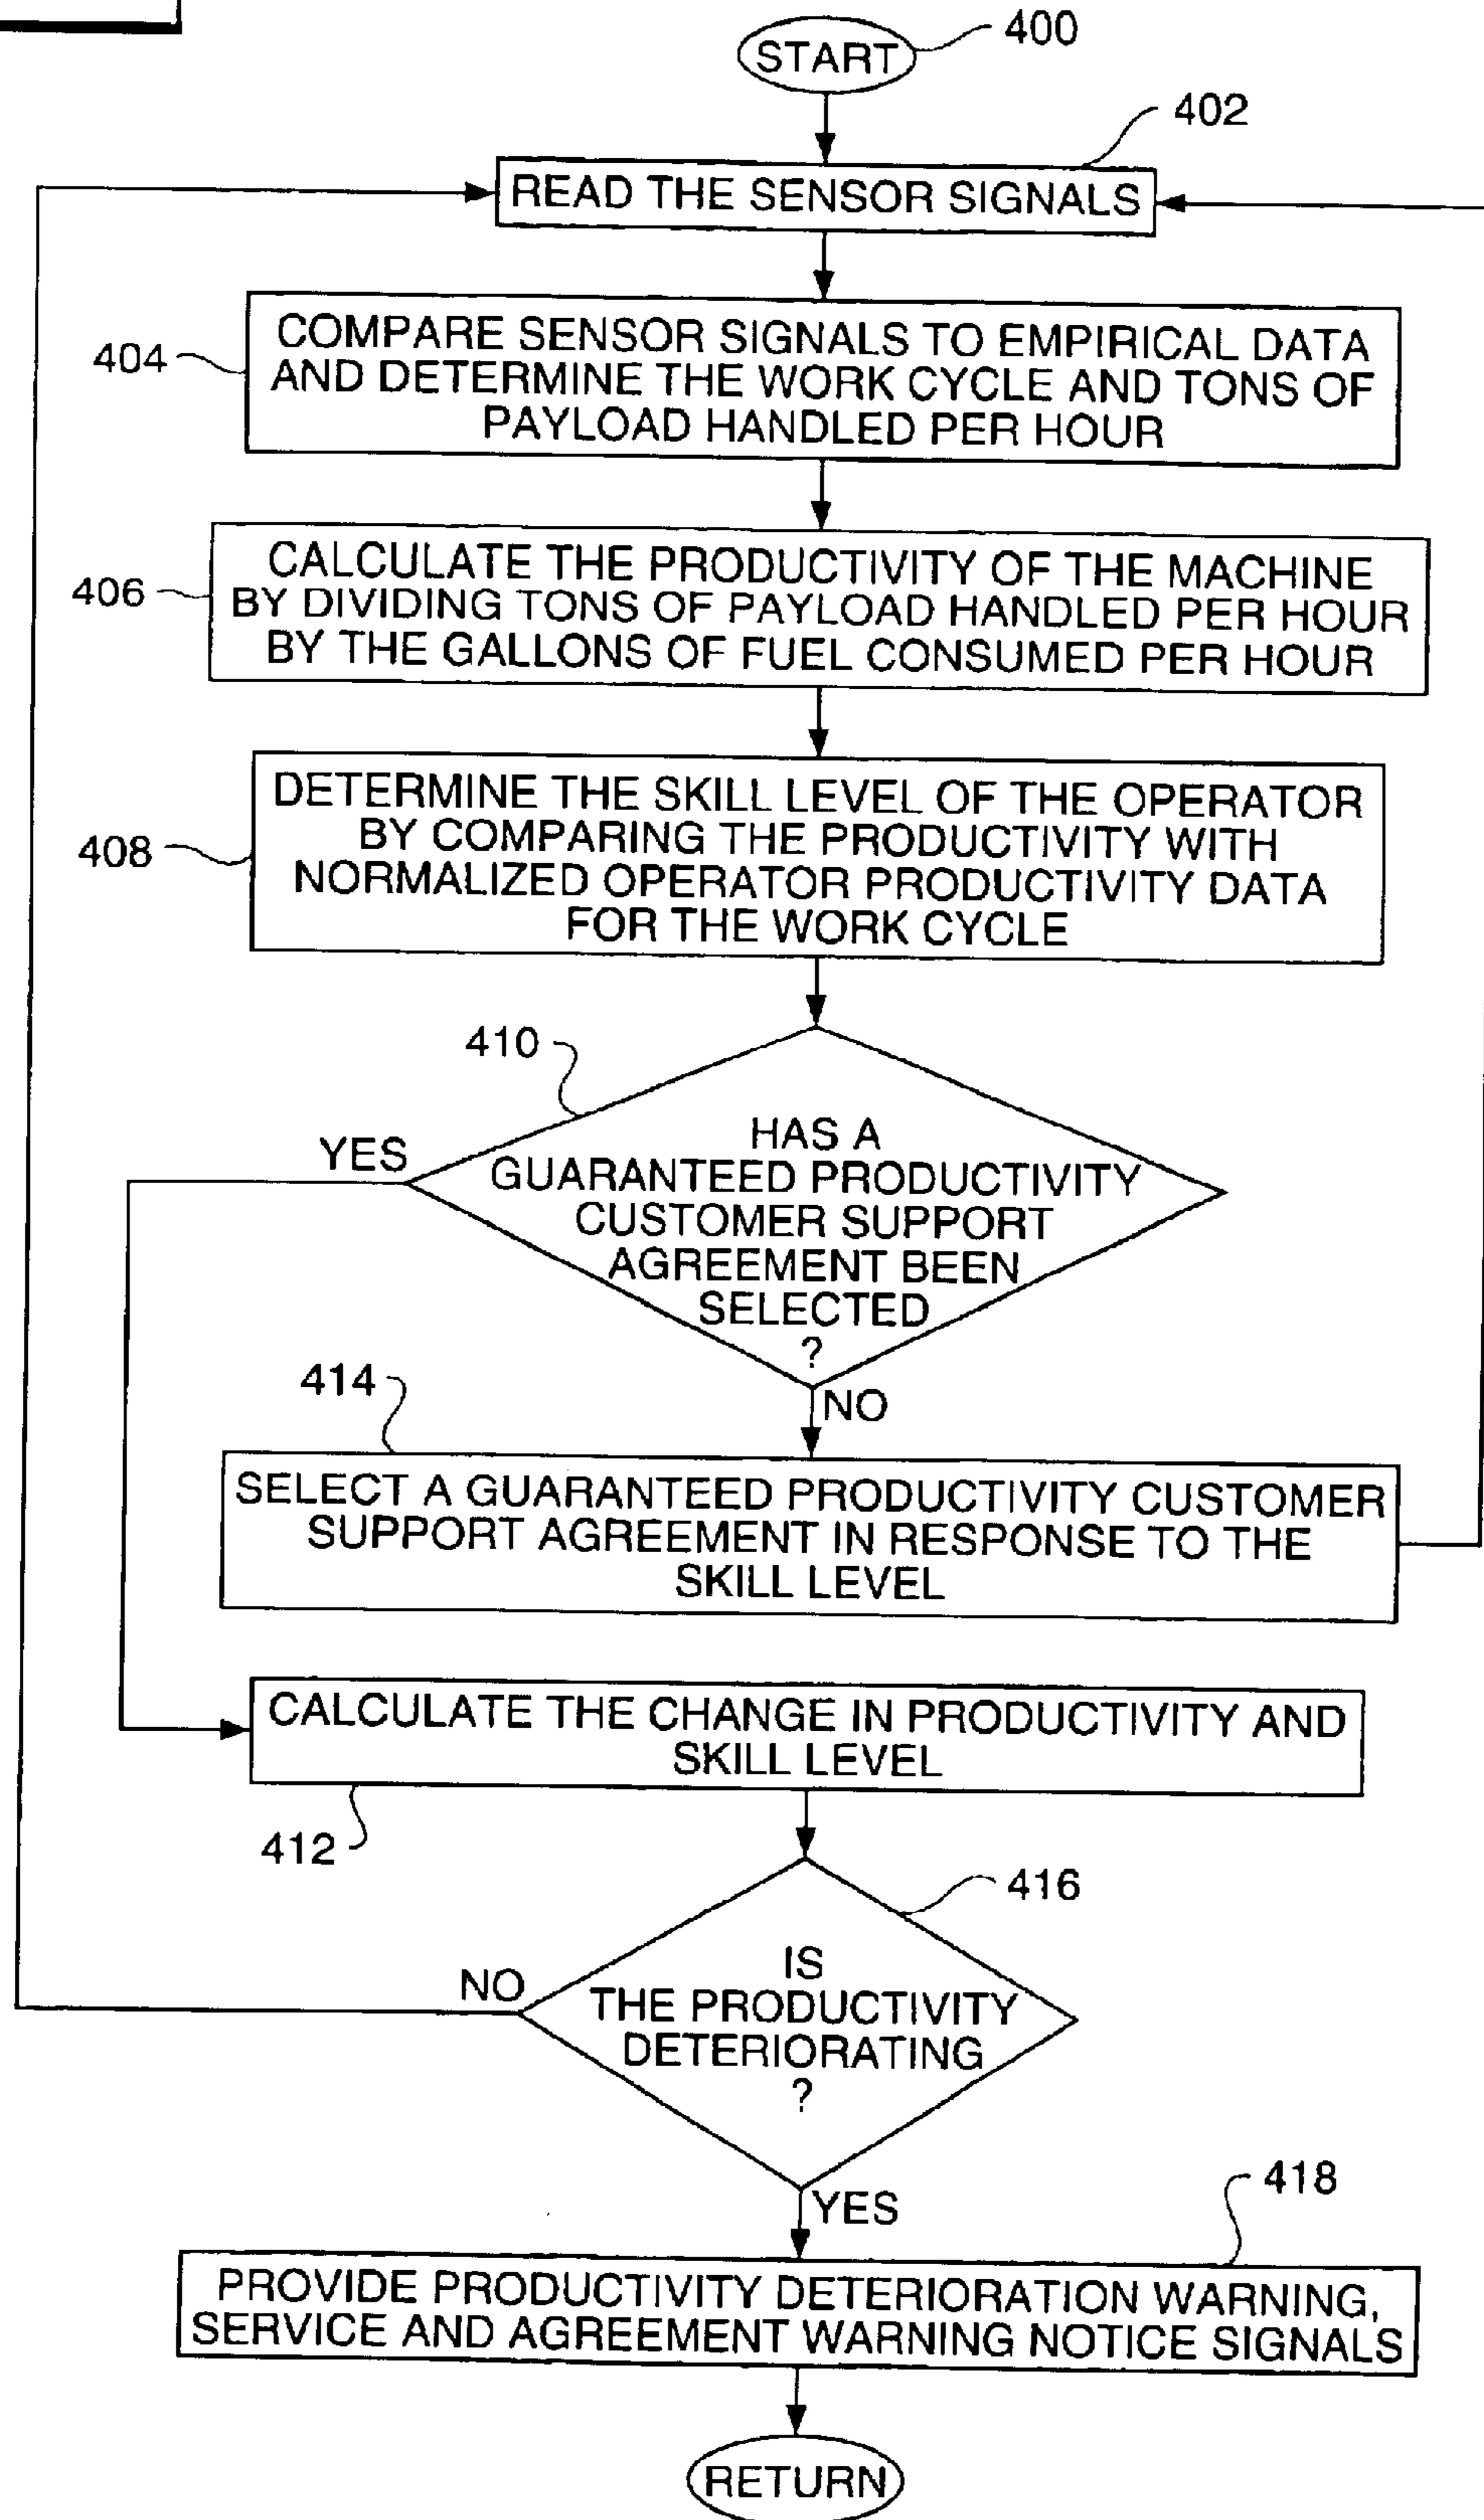 START
400
402
READ THE SENSOR SIGNALS
404
COMPARE SENSOR SIGNALS TO EMPIRICAL DATA
AND DETERMINE THE WORK CYCLE AND TONS OF
PAYLOAD HANDLED PER HOUR
406
CALCULATE THE PRODUCTIVITY OF THE MACHINE
BY DIVIDING TONS OF PAYLOAD HANDLED PER HOUR
BY THE GALLONS OF FUEL CONSUMED PER HOUR
408
DETERMINE THE SKILL LEVEL OF THE OPERATOR
BY COMPARING THE PRODUCTIVITY WITH
NORMALIZED OPERATOR PRODUCTIVITY DATA
FOR THE WORK CYCLE
410
YES
HAS A
GUARANTEED PRODUCTIVITY
CUSTOMER SUPPORT
AGREEMENT BEEN
SELECTED
?
NO
414
SELECT A GUARANTEED PRODUCTIVITY CUSTOMER
SUPPORT AGREEMENT IN RESPONSE TO THE
SKILL LEVEL
CALCULATE THE CHANGE IN PRODUCTIVITY AND
SKILL LEVEL
412
416
NO
IS
THE PRODUCTIVITY
DETERIORATING
?
YES
418
PROVIDE PRODUCTIVITY DETERIORATION WARNING,
SERVICE AND AGREEMENT WARNING NOTICE SIGNALS
RETURN